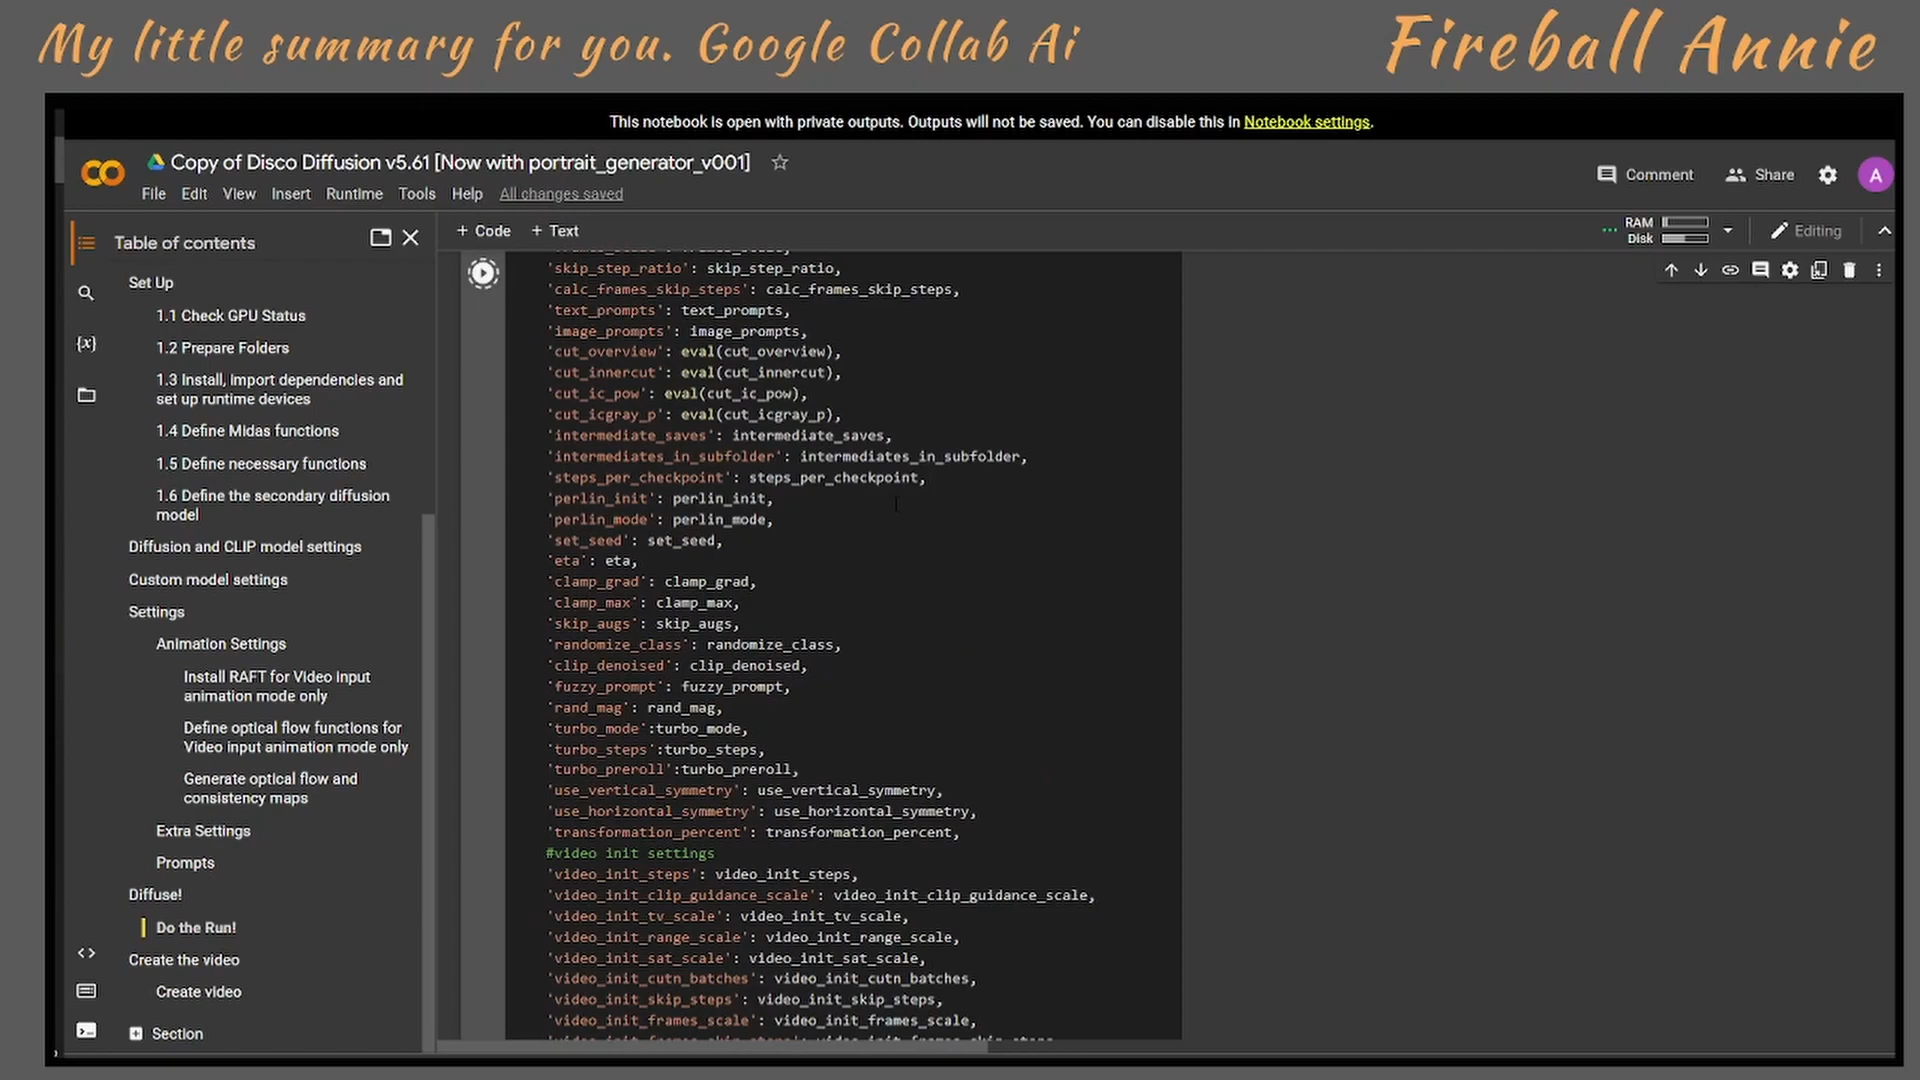 My little summary for you. Google Collab Ai
Fireball Annie
This notebook is open with private outputs. Outputs will not be saved. You can disable this in Notebook settings.
Copy of Disco Diffusion v5.61 [Now with portrait_generator_v001]
File Edit View Insert Runtime Tools Help All changes saved
Comment Share A
Table of contents
+ Code + Text
RAM
Disk
Editing
Set Up
1.1 Check GPU Status
1.2 Prepare Folders
1.3 Install, import dependencies and
set up runtime devices
1.4 Define Midas functions
1.5 Define necessary functions
1.6 Define the secondary diffusion
model
Diffusion and CLIP model settings
Custom model settings
Settings
Animation Settings
Install RAFT for Video input
animation mode only
Define optical flow functions for
Video input animation mode only
Generate optical flow and
consistency maps
Extra Settings
Prompts
Diffuse!
Do the Run!
Create the video
Create video
Section
'skip_step_ratio': skip_step_ratio,
'calc_frames_skip_steps': calc_frames_skip_steps,
'text_prompts': text_prompts,
'image_prompts': image_prompts,
'cut_overview': eval(cut_overview),
'cut_innercut': eval(cut_innercut),
'cut_ic_pow': eval(cut_ic_pow),
'cut_icgray_p': eval(cut_icgray_p),
'intermediate_saves': intermediate_saves,
'intermediates_in_subfolder': intermediates_in_subfolder,
'steps_per_checkpoint': steps_per_checkpoint,
'perlin_init': perlin_init,
'perlin_mode': perlin_mode,
'set_seed': set_seed,
'eta': eta,
'clamp_grad': clamp_grad,
'clamp_max': clamp_max,
'skip_augs': skip_augs,
'randomize_class': randomize_class,
'clip_denoised': clip_denoised,
'fuzzy_prompt': fuzzy_prompt,
'rand_mag': rand_mag,
'turbo_mode':turbo_mode,
'turbo_steps':turbo_steps,
'turbo_preroll':turbo_preroll,
'use_vertical_symmetry': use_vertical_symmetry,
'use_horizontal_symmetry': use_horizontal_symmetry,
'transformation_percent': transformation_percent,
#video init settings
'video_init_steps': video_init_steps,
'video_init_clip_guidance_scale': video_init_clip_guidance_scale,
'video_init_tv_scale': video_init_tv_scale,
'video_init_range_scale': video_init_range_scale,
'video_init_sat_scale': video_init_sat_scale,
'video_init_cutn_batches': video_init_cutn_batches,
'video_init_skip_steps': video_init_skip_steps,
'video_init_frames_scale': video_init_frames_scale,